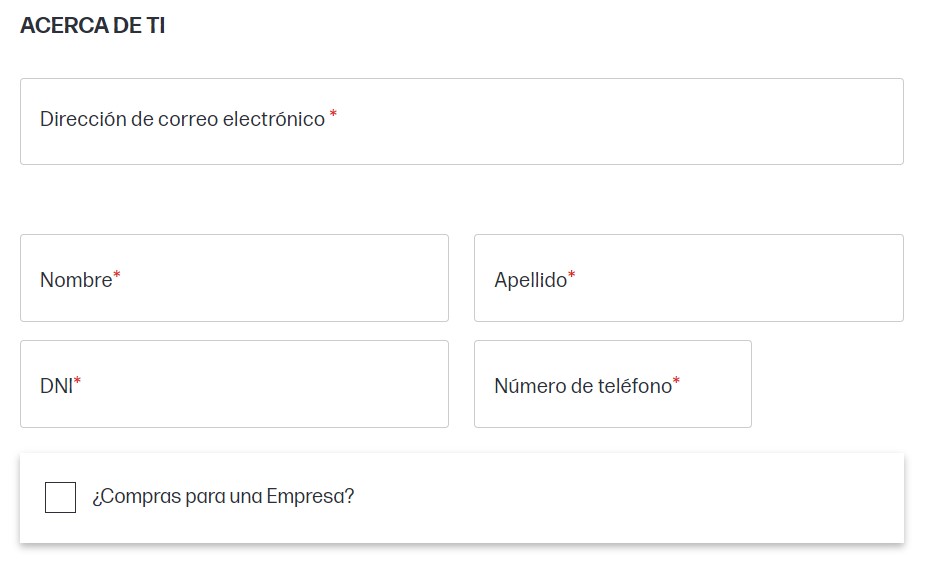 ACERCA DE TI
Dirección de correo electrónico *
Nombre*
Apellido*
DNI*
Número de teléfono*
¿Compras para una Empresa?